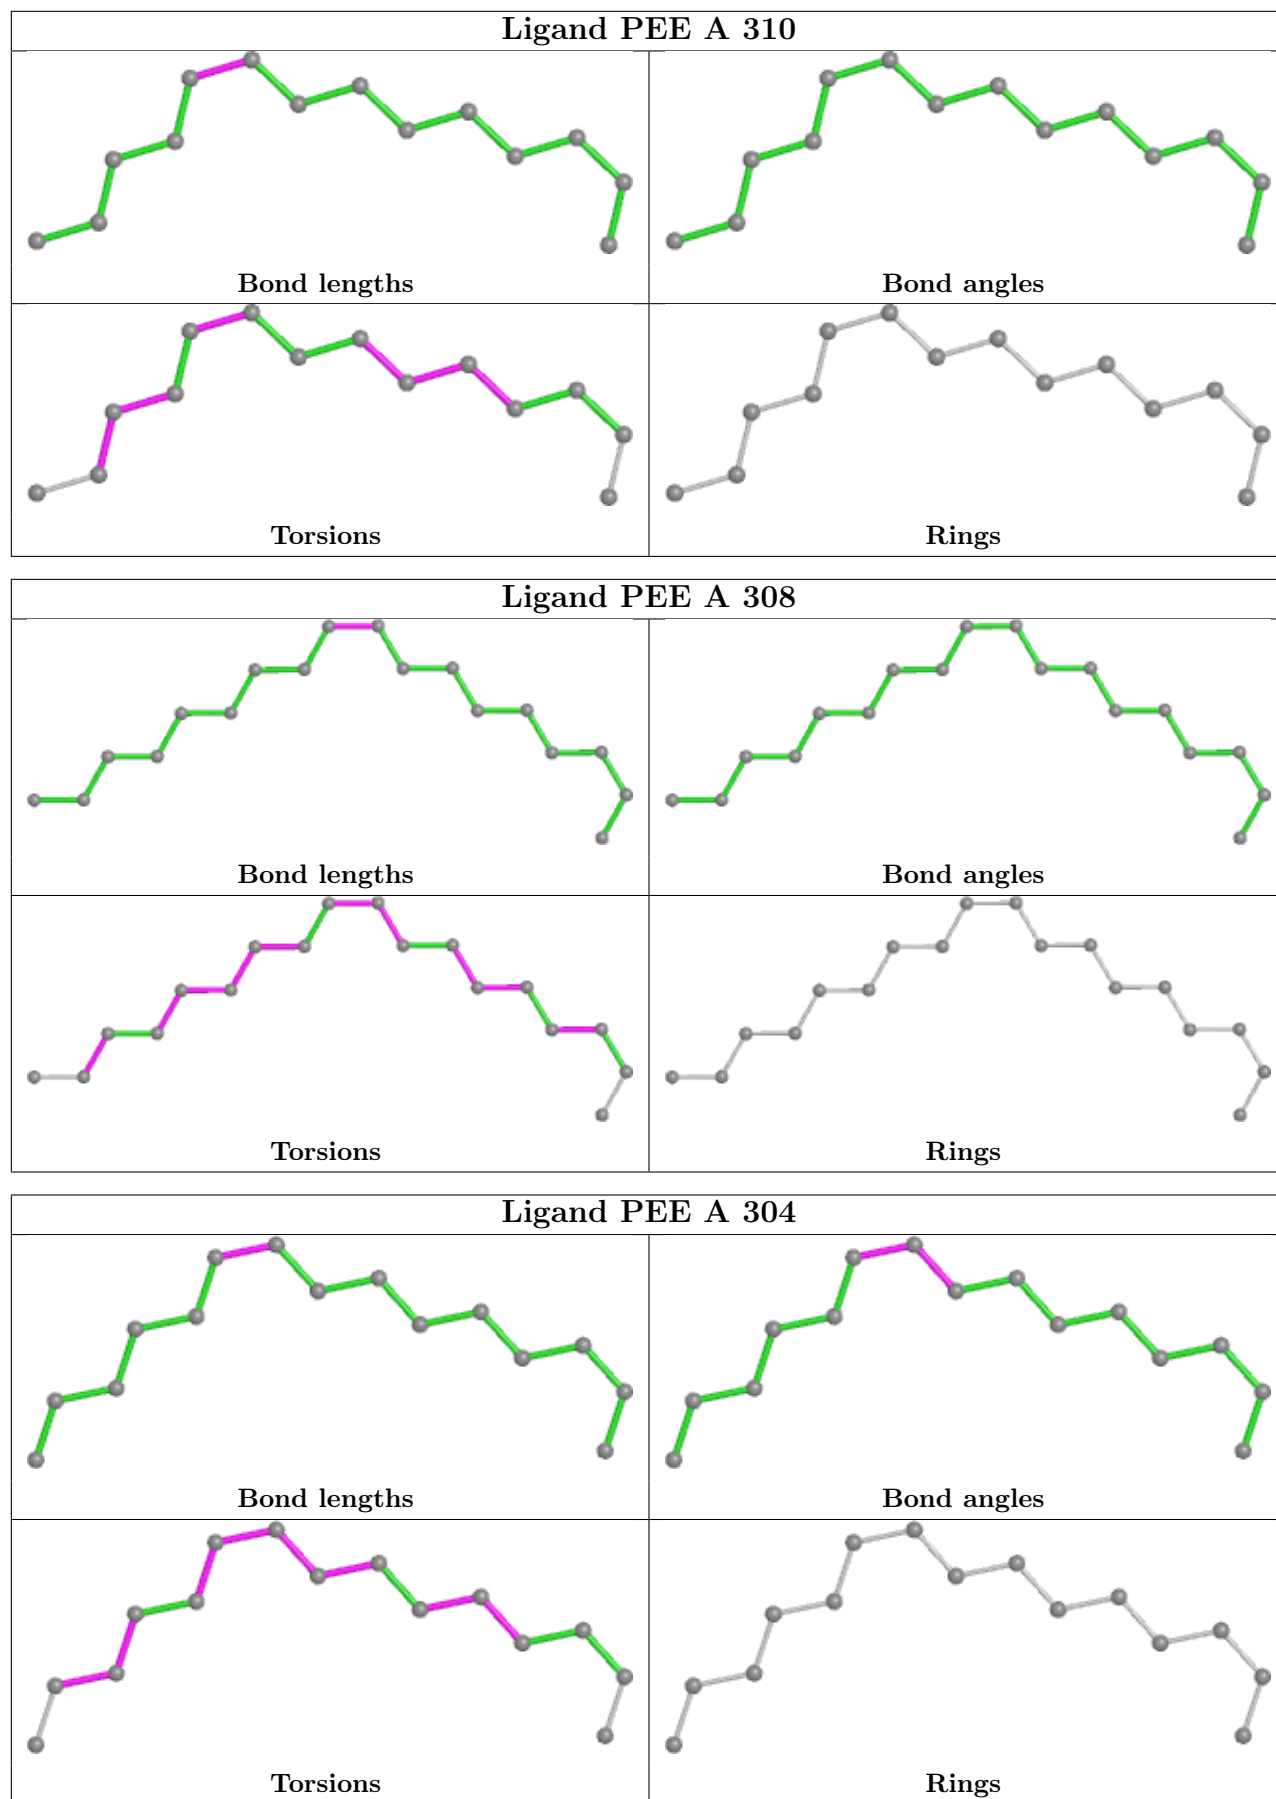 Ligand PEE A 310
Bond lengths
Bond angles
Torsions
Rings
Ligand PEE A 308
Bond lengths
Bond angles
Torsions
Rings
Ligand PEE A 304
Bond lengths
Bond angles
Torsions
Rings